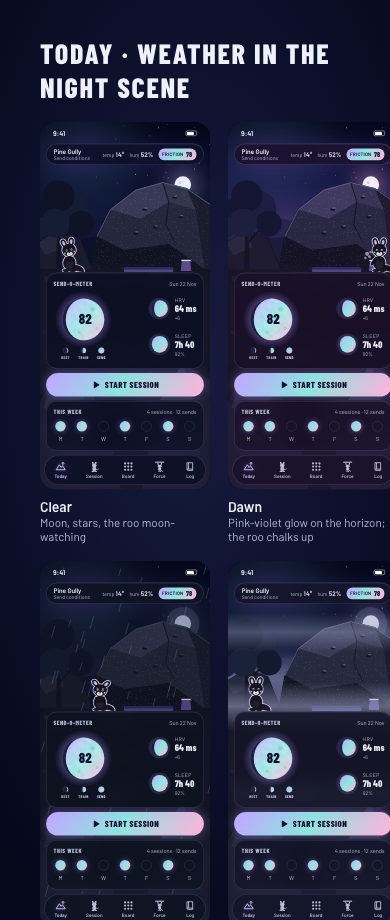 TODAY · WEATHER IN THE
NIGHT SCENE
9:41
Pine Gully
Send conditions
temp 14° hum 52% FRICTION 78
SEND-O-METER Sun 22 Nov
82
HRV
64 ms
+6
SLEEP
7h 40
92%
REST TRAIN SEND
START SESSION
THIS WEEK 4 sessions · 12 sends
M T W T F S S
Today Session Board Force Log
Clear
Moon, stars, the roo moon-
watching
9:41
Pine Gully
Send conditions
temp 14° hum 52% FRICTION 78
SEND-O-METER Sun 22 Nov
82
HRV
64 ms
+6
SLEEP
7h 40
92%
REST TRAIN SEND
START SESSION
THIS WEEK 4 sessions · 12 sends
M T W T F S S
Today Session Board Force Log
Dawn
Pink-violet glow on the horizon;
the roo chalks up
9:41
Pine Gully
Send conditions
temp 14° hum 52% FRICTION 78
SEND-O-METER Sun 22 Nov
82
HRV
64 ms
+6
SLEEP
7h 40
92%
REST TRAIN SEND
START SESSION
THIS WEEK 4 sessions · 12 sends
M T W T F S S
Today Session Board Force Log
9:41
Pine Gully
Send conditions
temp 14° hum 52% FRICTION 78
SEND-O-METER Sun 22 Nov
82
HRV
64 ms
+6
SLEEP
7h 40
92%
REST TRAIN SEND
START SESSION
THIS WEEK 4 sessions · 12 sends
M T W T F S S
Today Session Board Force Log